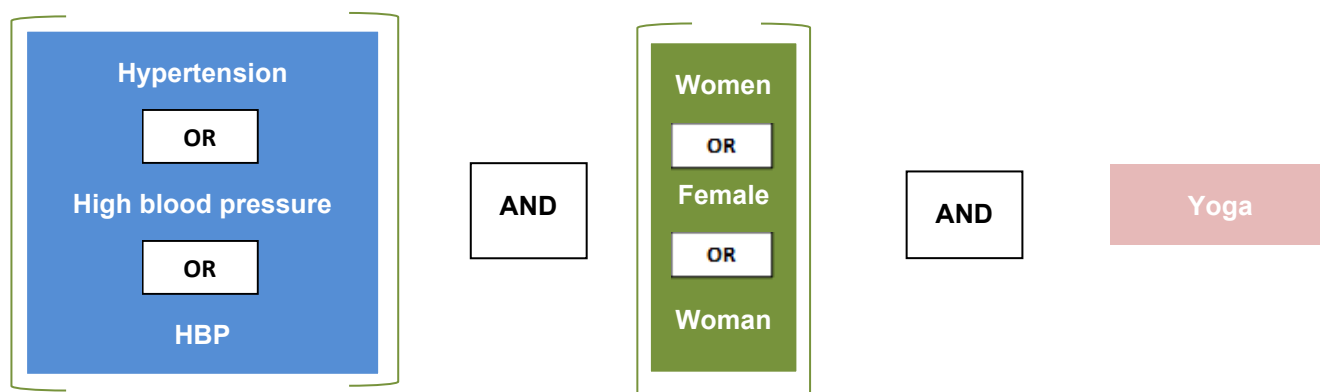 Hypertension
OR
High blood pressure
OR
HBP
AND
Women
OR
Female
OR
Woman
AND
Yoga